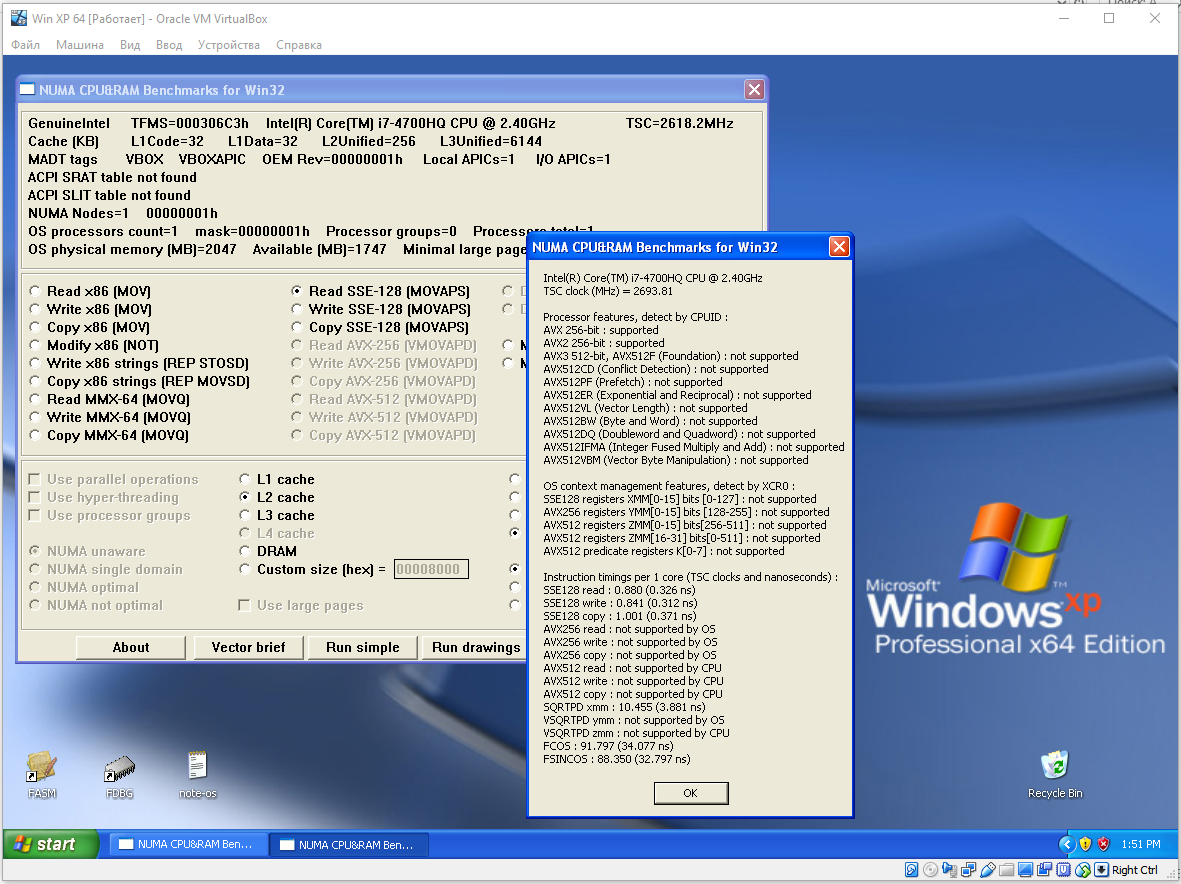 Win XP 64 [Работает] - Oracle VM VirtualBox
Файл Машина Вид Ввод Устройства Справка
NUMA CPU&RAM Benchmarks for Win32
GenuineIntel TFMS=000306C3h Intel(R) Core(TM) i7-4700HQ CPU @ 2.40GHz TSC=2618.2MHz
Cache (KB) L1Code=32 L1Data=32 L2Unified=256 L3Unified=6144
MADT tags VBOX VBOXAPIC OEM Rev=00000001h Local APICs=1 I/O APICs=1
ACPI SRAT table not found
ACPI SLIT table not found
NUMA Nodes=1 00000001h
OS processors count=1 mask=00000001h Processor groups=0 Processors total=1
OS physical memory (MB)=2047 Available (MB)=1747 Minimal large page
Read x86 (MOV)
Write x86 (MOV)
Copy x86 (MOV)
Modify x86 (NOT)
Write x86 strings (REP STOSD)
Copy x86 strings (REP MOVSD)
Read MMX-64 (MOVQ)
Write MMX-64 (MOVQ)
Copy MMX-64 (MOVQ)
Read SSE-128 (MOVAPS)
Write SSE-128 (MOVAPS)
Copy SSE-128 (MOVAPS)
Read AVX-256 (VMOVAPD)
Write AVX-256 (VMOVAPD)
Copy AVX-256 (VMOVAPD)
Read AVX-512 (VMOVAPD)
Write AVX-512 (VMOVAPD)
Copy AVX-512 (VMOVAPD)
Use parallel operations
Use hyper-threading
Use processor groups
NUMA unaware
NUMA single domain
NUMA optimal
NUMA not optimal
L1 cache
L2 cache
L3 cache
L4 cache
DRAM
Custom size (hex) = 00008000
Use large pages
About Vector brief Run simple Run drawings
NUMA CPU&RAM Benchmarks for Win32
Intel(R) Core(TM) i7-4700HQ CPU @ 2.40GHz
TSC clock (MHz) = 2693.81
Processor features, detect by CPUID :
AVX 256-bit : supported
AVX2 256-bit : supported
AVX3 512-bit, AVX512F (Foundation) : not supported
AVX512CD (Conflict Detection) : not supported
AVX512PF (Prefetch) : not supported
AVX512ER (Exponential and Reciprocal) : not supported
AVX512VL (Vector Length) : not supported
AVX512BW (Byte and Word) : not supported
AVX512DQ (Doubleword and Quadword) : not supported
AVX512IFMA (Integer Fused Multiply and Add) : not supported
AVX512VBM (Vector Byte Manipulation) : not supported
OS context management features, detect by XCR0 :
SSE128 registers XMM[0-15] bits [0-127] : not supported
AVX256 registers YMM[0-15] bits [128-255] : not supported
AVX512 registers ZMM[0-15] bits[256-511] : not supported
AVX512 registers ZMM[16-31] bits[0-511] : not supported
AVX512 predicate registers K[0-7] : not supported
Instruction timings per 1 core (TSC clocks and nanoseconds) :
SSE128 read : 0.880 (0.326 ns)
SSE128 write : 0.841 (0.312 ns)
SSE128 copy : 1.001 (0.371 ns)
AVX256 read : not supported by OS
AVX256 write : not supported by OS
AVX256 copy : not supported by OS
AVX512 read : not supported by CPU
AVX512 write : not supported by CPU
AVX512 copy : not supported by CPU
SQRTPD xmm : 10.455 (3.881 ns)
VSQRTPD ymm : not supported by OS
VSQRTPD zmm : not supported by CPU
FCOS : 91.797 (34.077 ns)
FSINCOS : 88.350 (32.797 ns)
OK
Microsoft®
Windows xp ™
Professional x64 Edition
FASM
FDBG
note-os
Recycle Bin
start
NUMA CPU&RAM Ben...
NUMA CPU&RAM Ben...
1:51 PM
Right Ctrl